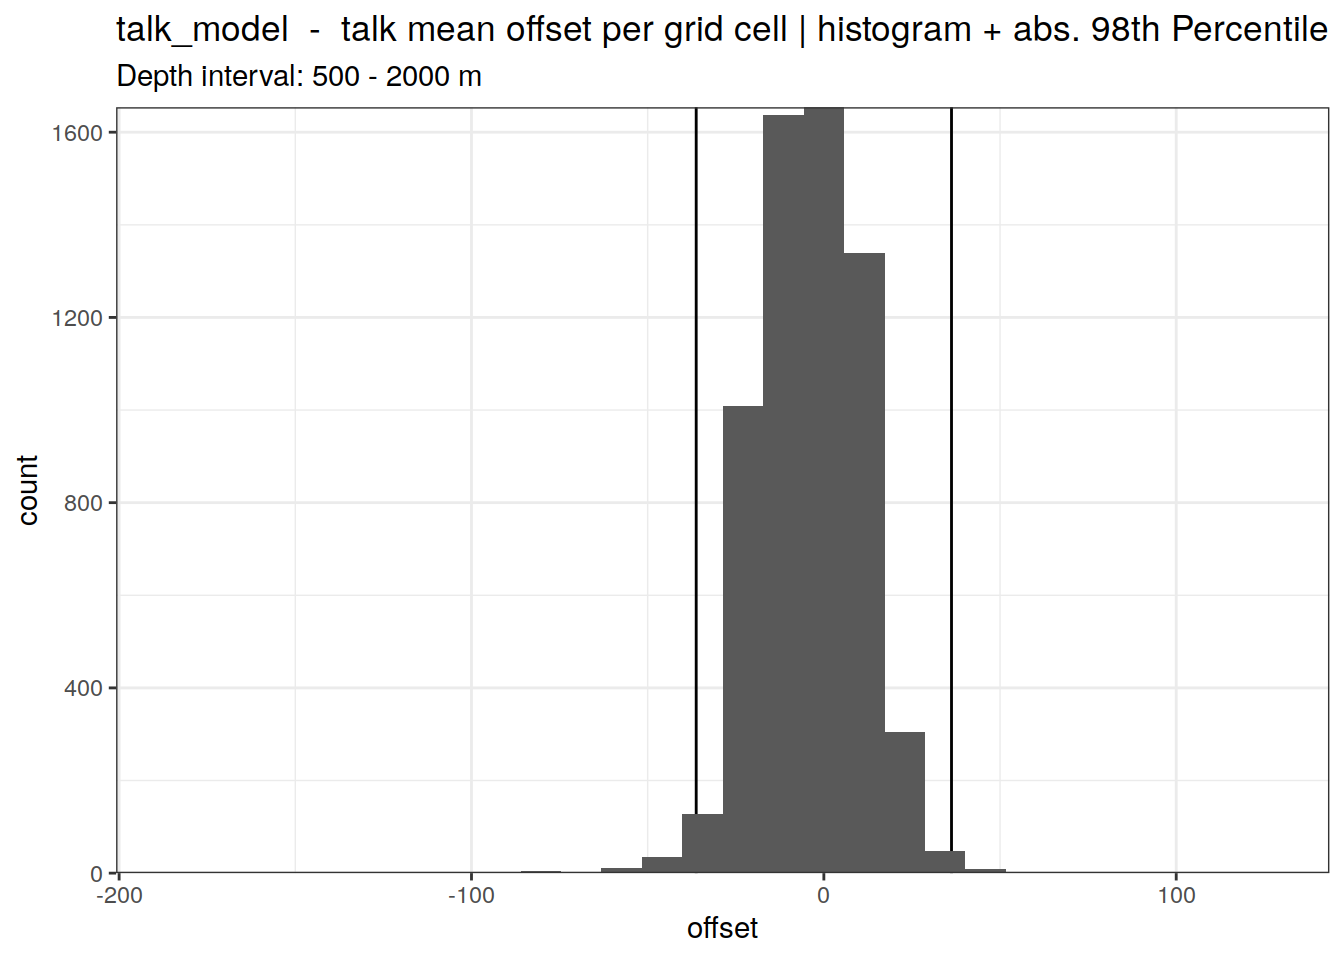 talk_model  -  talk mean offset per grid cell | histogram + abs. 98th Percentile
Depth interval: 500 - 2000 m
1600
1200
800
400
0
count
-200
-100
0
100
offset